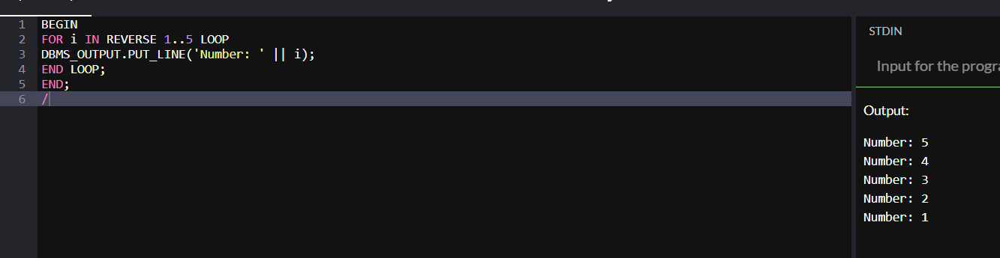 1 BEGIN
2 FOR i IN REVERSE 1..5 LOOP
3 DBMS_OUTPUT.PUT_LINE('Number: ' || i);
4 END LOOP;
5 END;
6 /
STDIN
Input for the progra
Output:
Number: 5
Number: 4
Number: 3
Number: 2
Number: 1